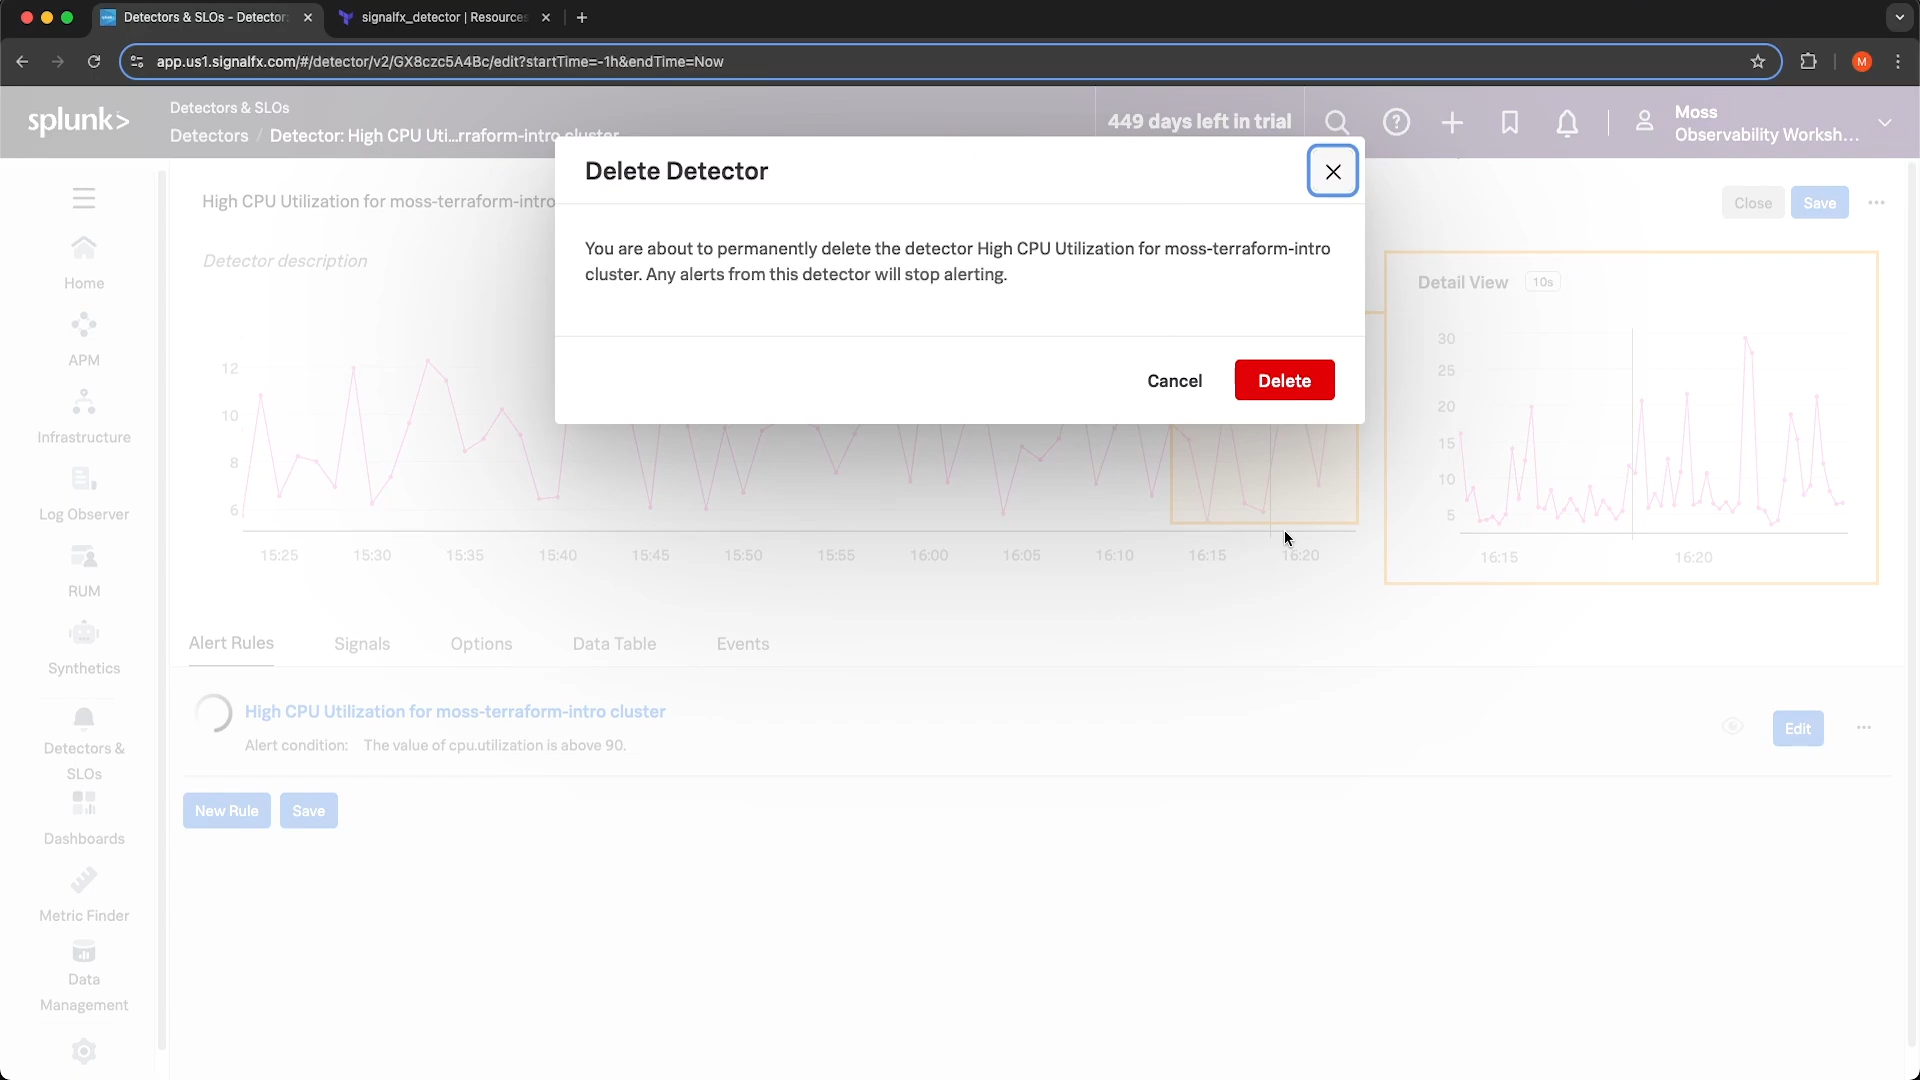 Detectors & SLOs - Detector:
signalfx_detector | Resources
app.us1.signalfx.com/#/detector/v2/GX8czc5A4Bc/edit?startTime=-1h&endTime=Now
M
splunk>
Detectors & SLOs
Detectors / Detector: High CPU Uti...rraform-intro cluster
449 days left in trial
Moss
Observability Worksh...
Delete Detector
You are about to permanently delete the detector High CPU Utilization for moss-terraform-intro
cluster. Any alerts from this detector will stop alerting.
Cancel
Delete
High CPU Utilization for moss-terraform-intro
Close
Save
Detector description
Home
APM
Infrastructure
Log Observer
RUM
Synthetics
Detectors &
SLOs
Dashboards
Metric Finder
Data
Management
12
10
8
6
15:25 15:30 15:35 15:40 15:45 15:50 15:55 16:00 16:05 16:10 16:15 16:20
Detail View 10s
30
25
20
15
10
5
16:15 16:20
Alert Rules Signals Options Data Table Events
High CPU Utilization for moss-terraform-intro cluster
Alert condition: The value of cpu.utilization is above 90.
Edit
New Rule
Save